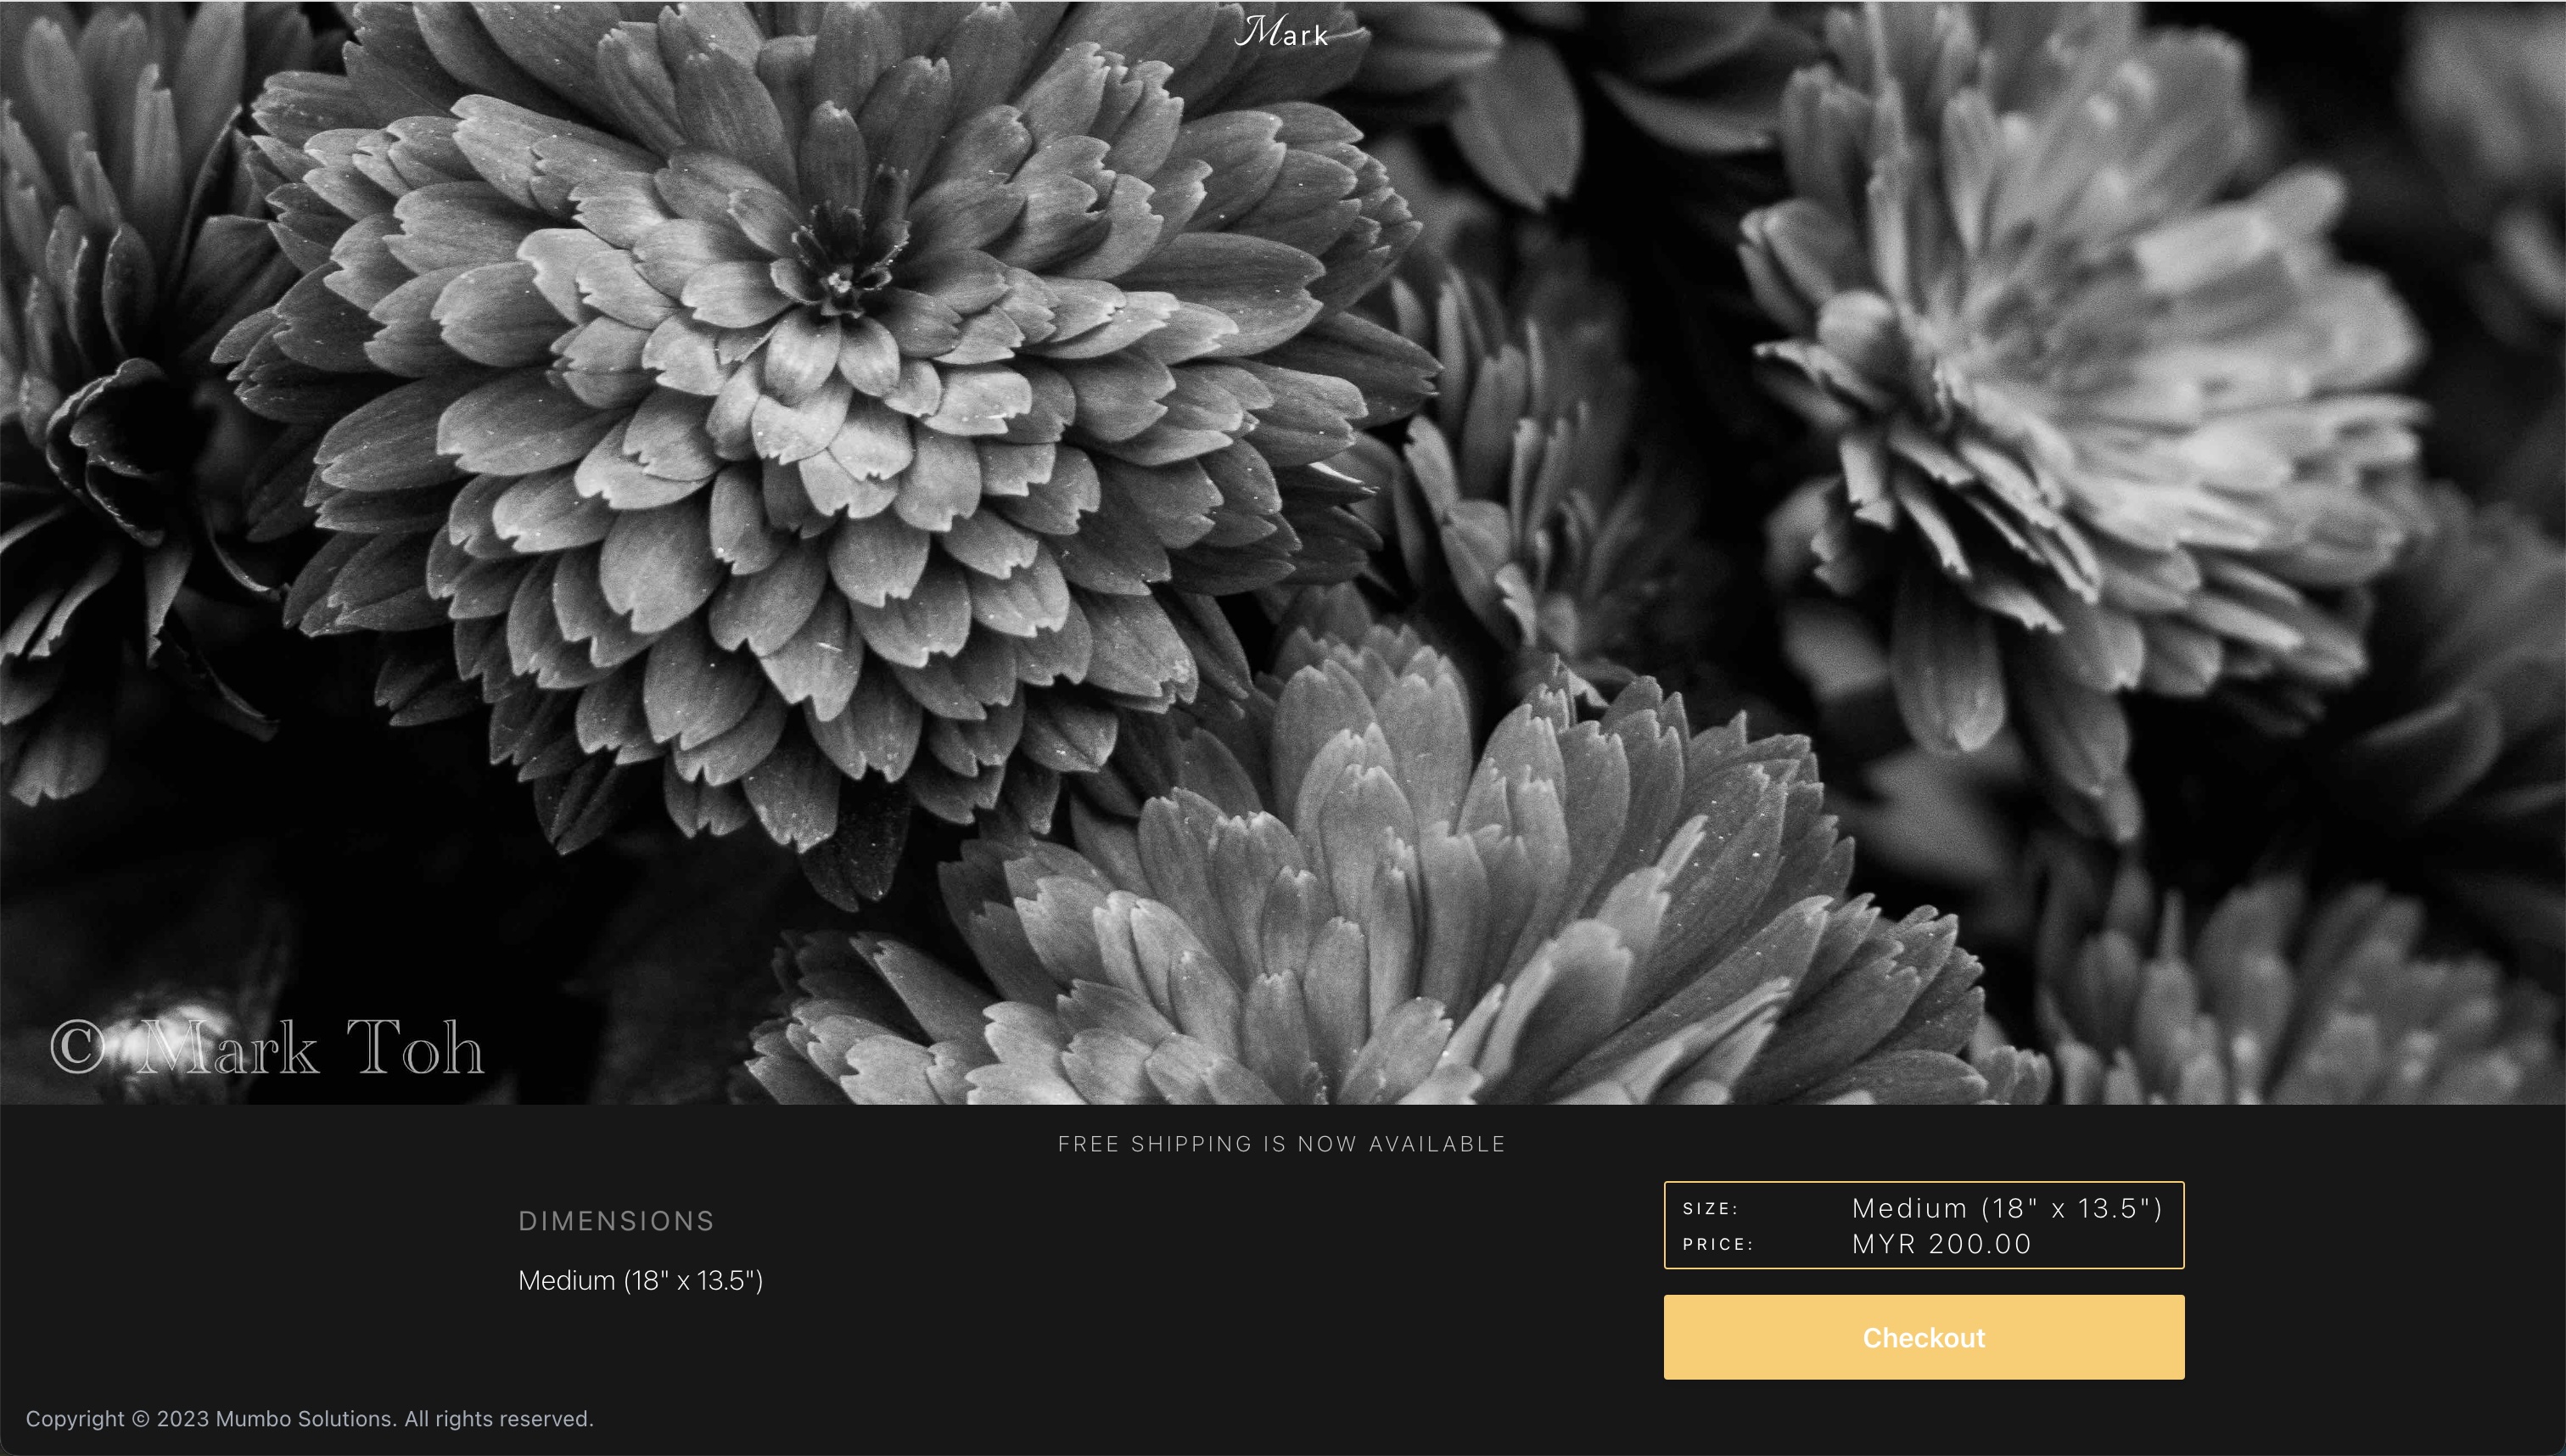 Mark
© Mark Toh
FREE SHIPPING IS NOW AVAILABLE
DIMENSIONS
Medium (18" x 13.5")
SIZE: Medium (18" x 13.5")
PRICE: MYR 200.00
Checkout
Copyright © 2023 Mumbo Solutions. All rights reserved.